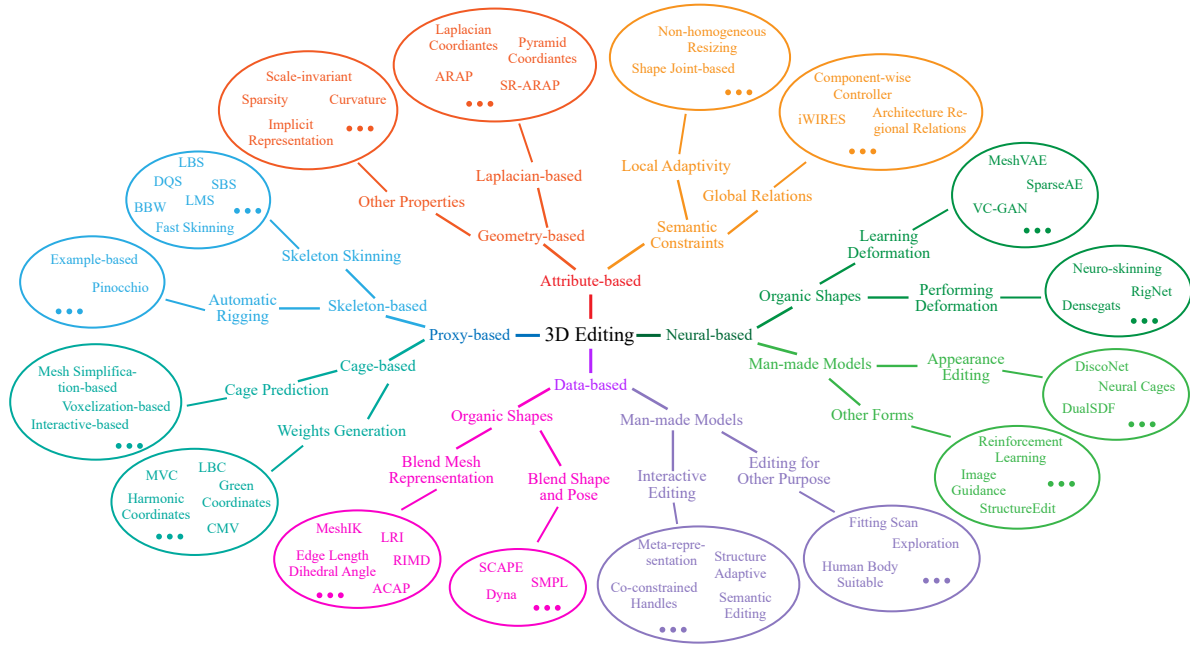 Laplacian
Coordiantes
Pyramid
Coordiantes
ARAP
SR-ARAP
Non-homogeneous
Resizing
Shape Joint-based
Scale-invariant
Sparsity
Curvature
Implicit
Representation
Component-wise
Controller
iWIRES
Architecture Re-
gional Relations
LBS
DQS
SBS
BBW
LMS
Fast Skinning
Laplacian-based
Local Adaptivity
Other Properties
Global Relations
MeshVAE
SparseAE
VC-GAN
Geometry-based
Semantic
Constraints
Learning
Deformation
Skeleton Skinning
Example-based
Pinocchio
Automatic
Rigging
Skeleton-based
Attribute-based
Organic Shapes
Performing
Deformation
Neuro-skinning
RigNet
Densegats
Proxy-based
3D Editing
Neural-based
Cage-based
Cage Prediction
Mesh Simplifica-
tion-based
Voxelization-based
Interactive-based
Data-based
Man-made Models
Appearance
Editing
DiscoNet
Neural Cages
DualSDF
Weights Generation
Organic Shapes
Man-made Models
Other Forms
MVC
LBC
Green
Coordinates
Harmonic
Coordinates
CMV
Blend Mesh
Reprensentation
Blend Shape
and Pose
Interactive
Editing
Editing for
Other Purpose
Reinforcement
Learning
Image
Guidance
StructureEdit
MeshIK
LRI
Edge Length
Dihedral Angle
RIMD
ACAP
SCAPE
SMPL
Dyna
Meta-repre-
sentation
Structure
Adaptive
Co-constrained
Handles
Semantic
Editing
Fitting Scan
Exploration
Human Body
Suitable